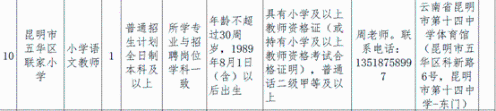 10
昆明市
五华区
联家小
学
小学语
文教师
1
普通招
生计划
全日制
本科及
以上
所学专
业与招
聘岗位
学科一
致
年龄不超
过30周
岁，1989
年8月1日
（含）以
后出生
具有小学及以上
教师资格证（或
持有小学及以上
教师资格考试合
格证明），普通
话二级甲等及以
上
周老师。联
系电话：
1351875899
7
云南省昆明
市第十四中
学体育馆
（昆明市五
华区科新路
6号，昆明
市第十四中
学-东门）